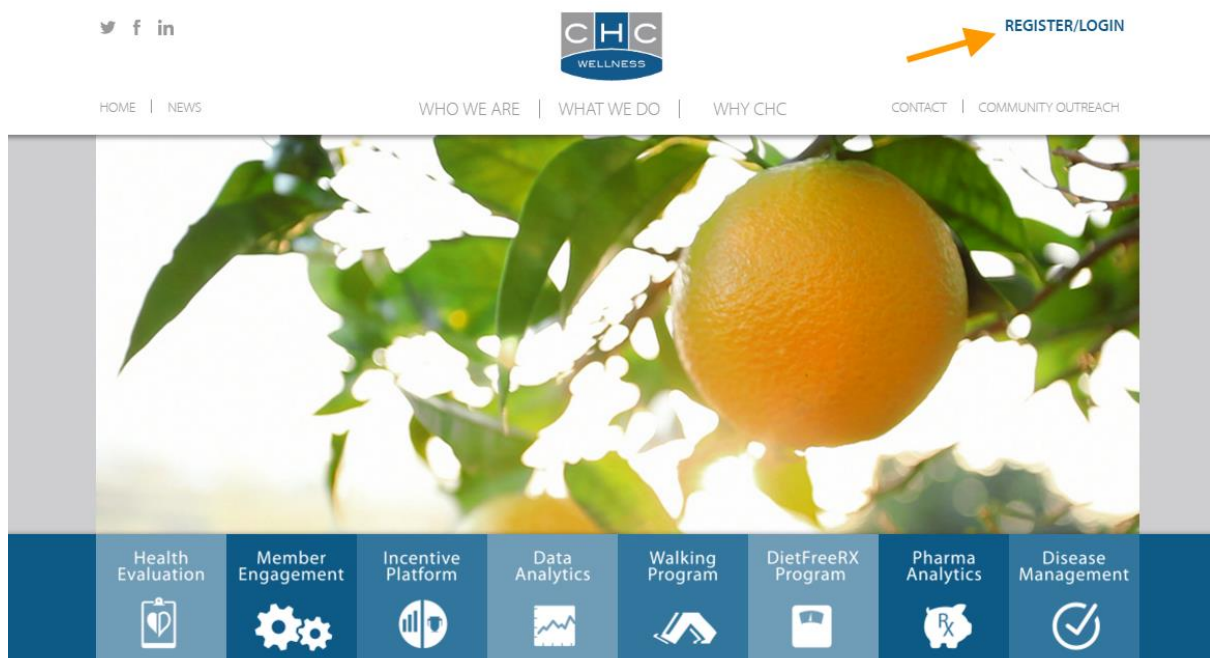 REGISTER/LOGIN
CHC
WELLNESS
HOME | NEWS
WHO WE ARE | WHAT WE DO | WHY CHC
CONTACT | COMMUNITY OUTREACH
Health
Evaluation
Member
Engagement
Incentive
Platform
Data
Analytics
Walking
Program
DietFreeRX
Program
Pharma
Analytics
Disease
Management
RX